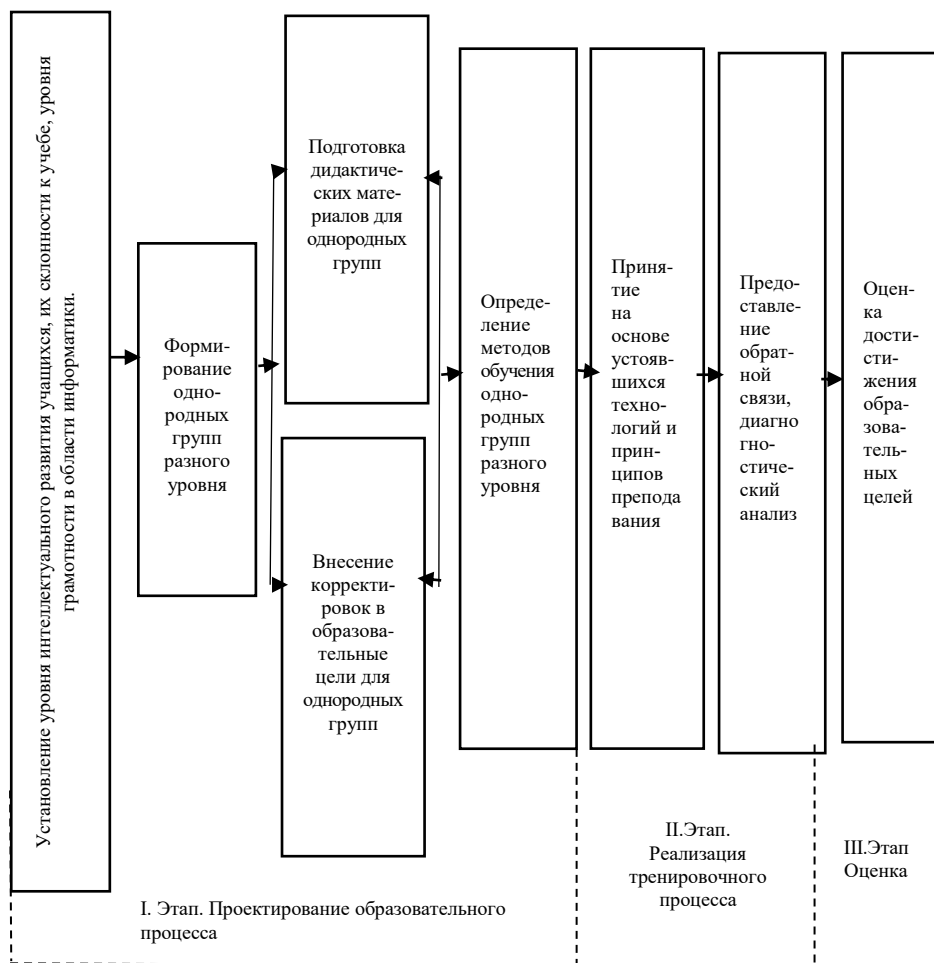 Установление уровня интеллектуального развития учащихся, их склонности к учебе, уровня
грамотности в области информатики.
Форми-
рование
одно-
родных
групп
разного
уровня
Подготовка
дидактиче-
ских мате-
риалов для
однородных
групп
Внесение
корректи-
ровок в
образова-
тельные
цели для
однородных
групп
Опреде-
ление
методов
обучения
одно-
родных
групп
разного
уровня
Приня-
тие
на
основе
устояв-
шихся
техно-
логий и
прин-
ципов
препода
вания
Предо-
ставле-
ние
обрат-
ной
связи,
диагно
гно-
стиче-
ский
анализ
Оцен-
ка
дости-
сти-
жения
обра-
зова-
тель-
ных
целей
I. Этап. Проектирование образовательного
процесса
II.Этап.
Реализация
тренировочного
процесса
III.Этап
Оценка